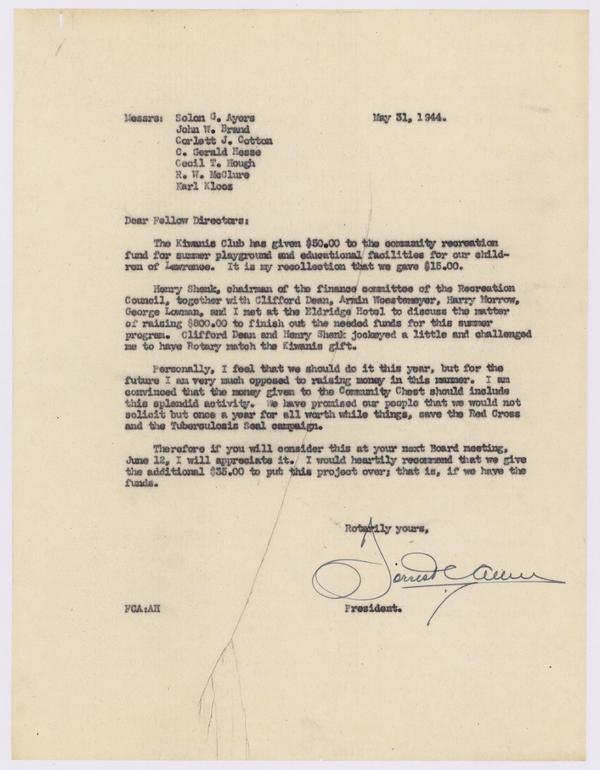 Messrs: Solon G. Ayers May 31, 1944.
John W. Brand
Corlett J. Cotton
C. Gerald Hesse
Cecil T. Hough
R. W. McClure
Karl Klooz
Dear Fellow Directors:
The Kiwanis Club has given $50.00 to the community recreation
fund for summer playground and educational facilities for our child-
ren of Lawrence. It is my recollection that we gave $15.00.
Henry Shenk, chairman of the finance committee of the Recreation
Council, together with Clifford Dean, Armin Woestemeyer, Harry Morrow,
George Lowman, and I met at the Eldridge Hotel to discuss the matter
of raising $800.00 to finish out the needed funds for this summer
program. Clifford Dean and Henry Shenk jockeyed a little and challenged
me to have Rotary match the Kiwanis gift.
Personally, I feel that we should do it this year, but for the
future I am very much opposed to raising money in this manner. I am
convinced that the money given to the Community Chest should include
this splendid activity. We have promised our people that we would not
solicit but once a year for all worth while things, save the Red Cross
and the Tuberculosis Seal campaign.
Therefore if you will consider this at your next Board meeting,
June 12, I will appreciate it. I would heartily recommend that we give
the additional $35.00 to put this project over; that is, if we have the
funds.
Rotarily yours,
Forrest C Allen
FCA:AH President.